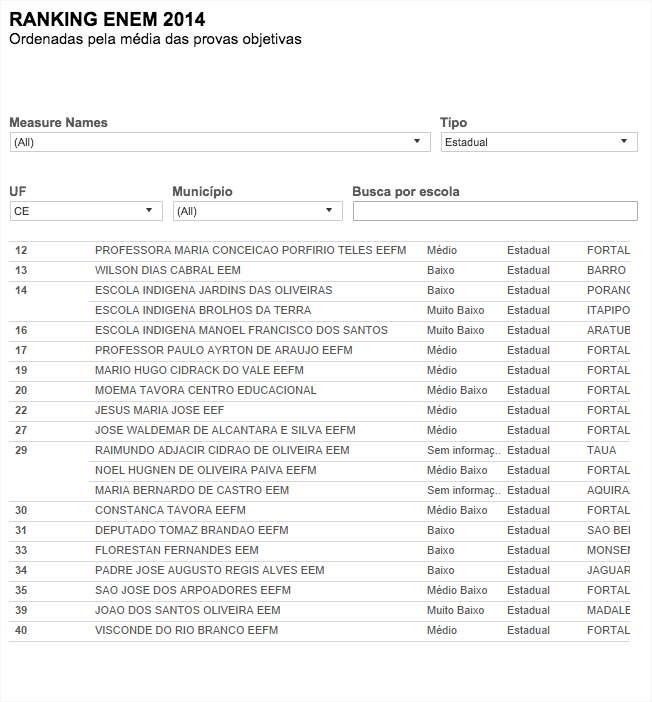 RANKING ENEM 2014
Ordenadas pela média das provas objetivas
Measure Names Tipo
(All) Estadual
UF Município Busca por escola
CE (All)
12 PROFESSORA MARIA CONCEICAO PORFIRIO TELES EEFM Médio Estadual FORTAL
13 WILSON DIAS CABRAL EEM Baixo Estadual BARRO
14 ESCOLA INDIGENA JARDINS DAS OLIVEIRAS Baixo Estadual PORANG
ESCOLA INDIGENA BROLHOS DA TERRA Muito Baixo Estadual ITAPIPO
16 ESCOLA INDIGENA MANOEL FRANCISCO DOS SANTOS Muito Baixo Estadual ARATUB
17 PROFESSOR PAULO AYRTON DE ARAUJO EEFM Médio Estadual FORTAL
19 MARIO HUGO CIDRACK DO VALE EEFM Médio Estadual FORTAL
20 MOEMA TAVORA CENTRO EDUCACIONAL Médio Baixo Estadual FORTAL
22 JESUS MARIA JOSE EEF Médio Estadual FORTAL
27 JOSE WALDEMAR DE ALCANTARA E SILVA EEFM Médio Estadual FORTAL
29 RAIMUNDO ADJACIR CIDRAO DE OLIVEIRA EEM Sem informaç.. Estadual TAUA
NOEL HUGNEN DE OLIVEIRA PAIVA EEFM Médio Baixo Estadual FORTAL
MARIA BERNARDO DE CASTRO EEM Sem informaç.. Estadual AQUIRAZ
30 CONSTANCA TAVORA EEFM Médio Baixo Estadual FORTAL
31 DEPUTADO TOMAZ BRANDAO EEFM Baixo Estadual SAO BEI
33 FLORESTAN FERNANDES EEM Baixo Estadual MONSEN
34 PADRE JOSE AUGUSTO REGIS ALVES EEM Baixo Estadual JAGUAR
35 SAO JOSE DOS ARPOADORES EEFM Médio Baixo Estadual FORTAL
39 JOAO DOS SANTOS OLIVEIRA EEM Muito Baixo Estadual MADALE
40 VISCONDE DO RIO BRANCO EEFM Médio Estadual FORTAL